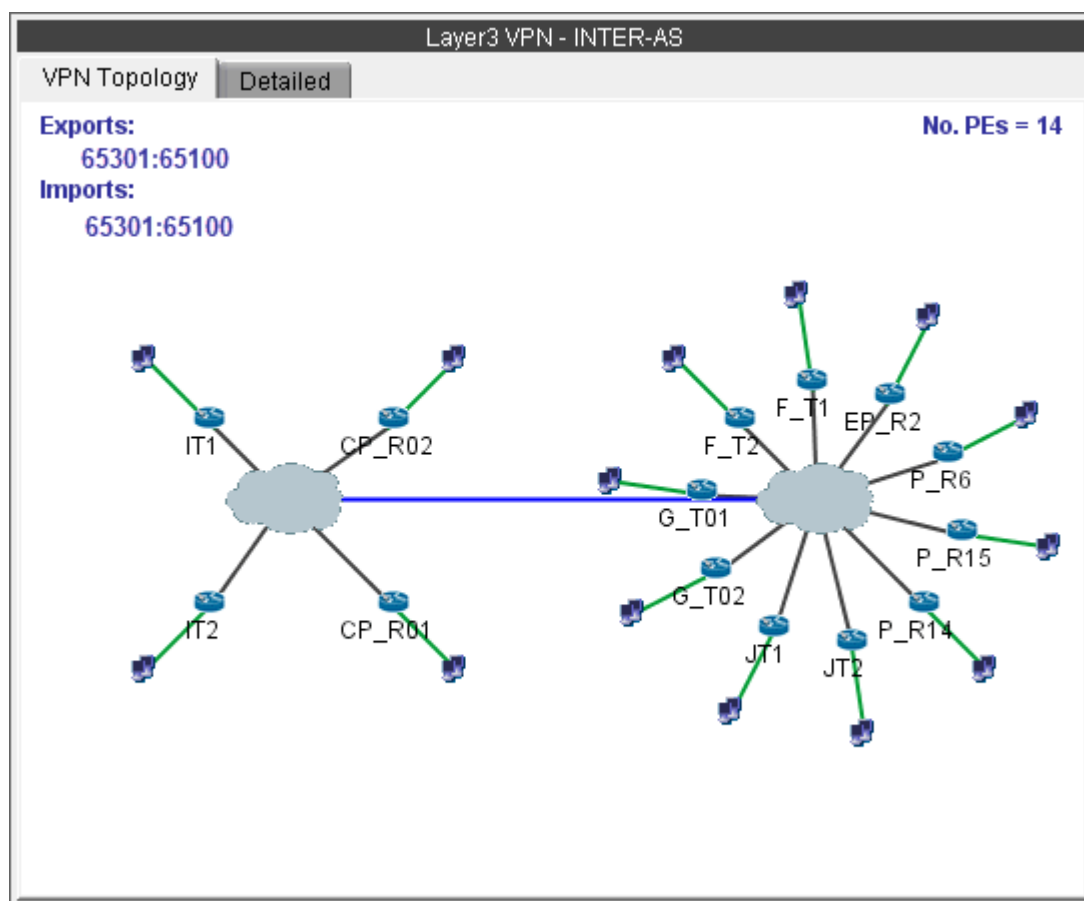 Layer3 VPN - INTER-AS
VPN Topology
Detailed
Exports:
No. PEs = 14
65301:65100
Imports:
65301:65100
F_T1
EP_R2
IT1
CP_R02
F_T2
P_R6
G_T01
P_R15
G_T02
IT2
CP_R01
P_R14
JT1
JT2